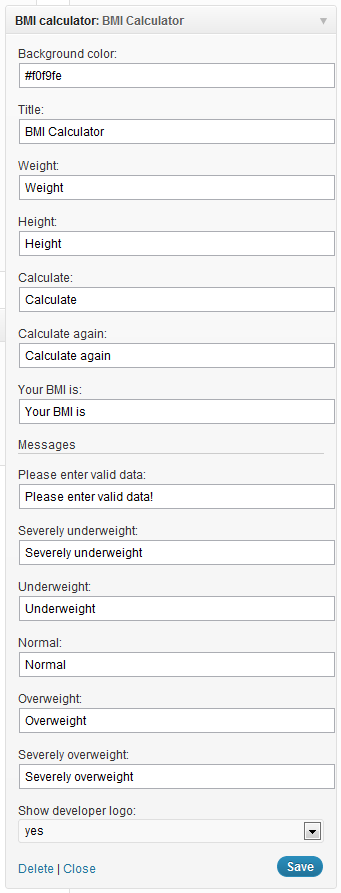 BMI calculator: BMI Calculator
Background color:
#f0f9fe
Title:
BMI Calculator
Weight:
Weight
Height:
Height
Calculate:
Calculate
Calculate again:
Calculate again
Your BMI is:
Your BMI is
Messages
Please enter valid data:
Please enter valid data!
Severely underweight:
Severely underweight
Underweight:
Underweight
Normal:
Normal
Overweight:
Overweight
Severely overweight:
Severely overweight
Show developer logo:
yes
Delete | Close Save